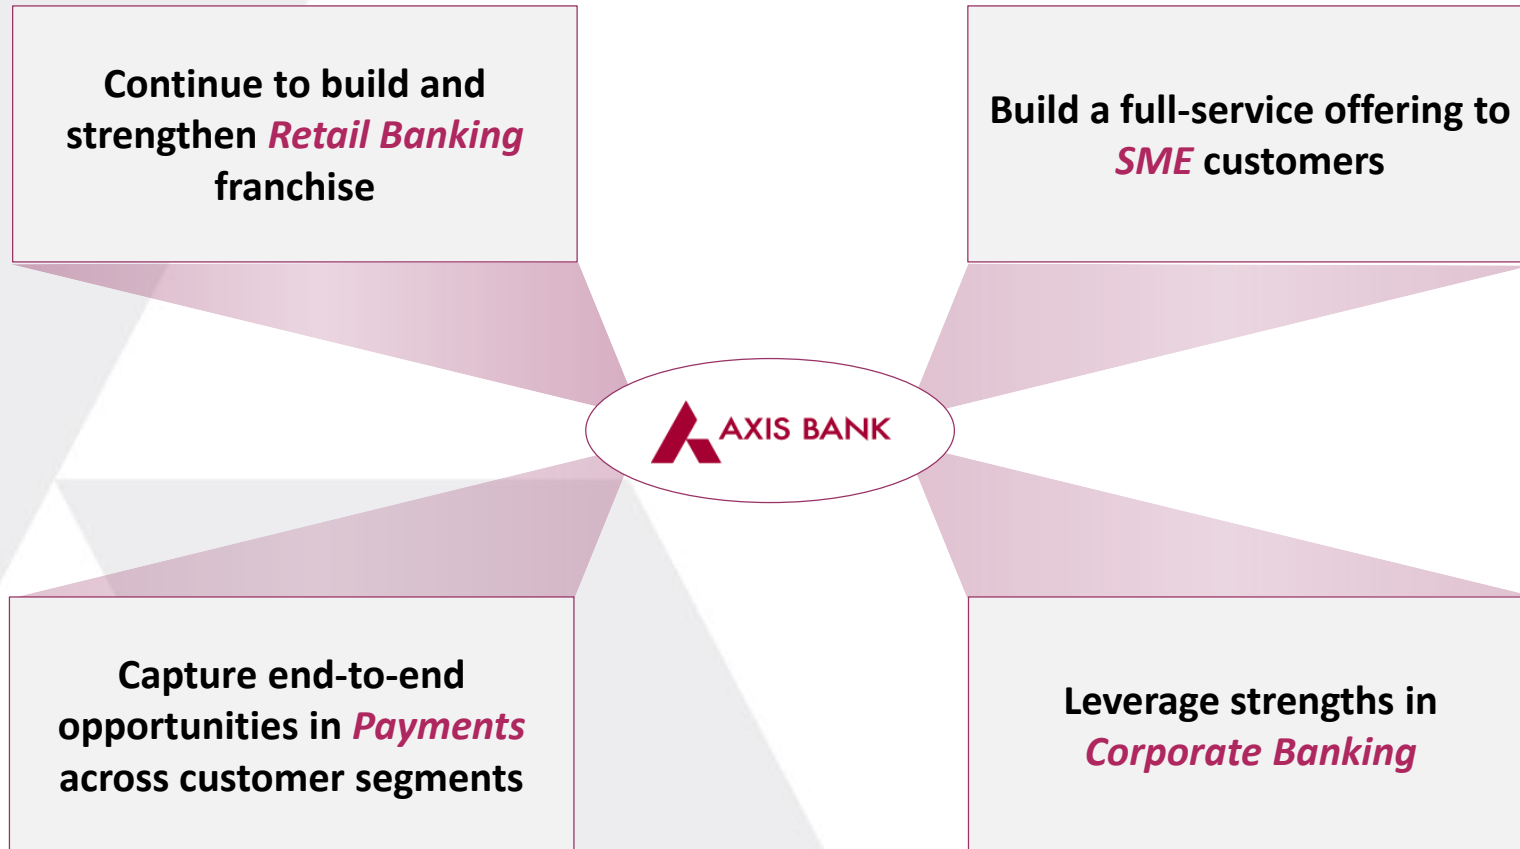 Continue to build and
strengthen Retail Banking
franchise
Build a full-service offering to
SME customers
AXIS BANK
Capture end-to-end
opportunities in Payments
across customer segments
Leverage strengths in
Corporate Banking